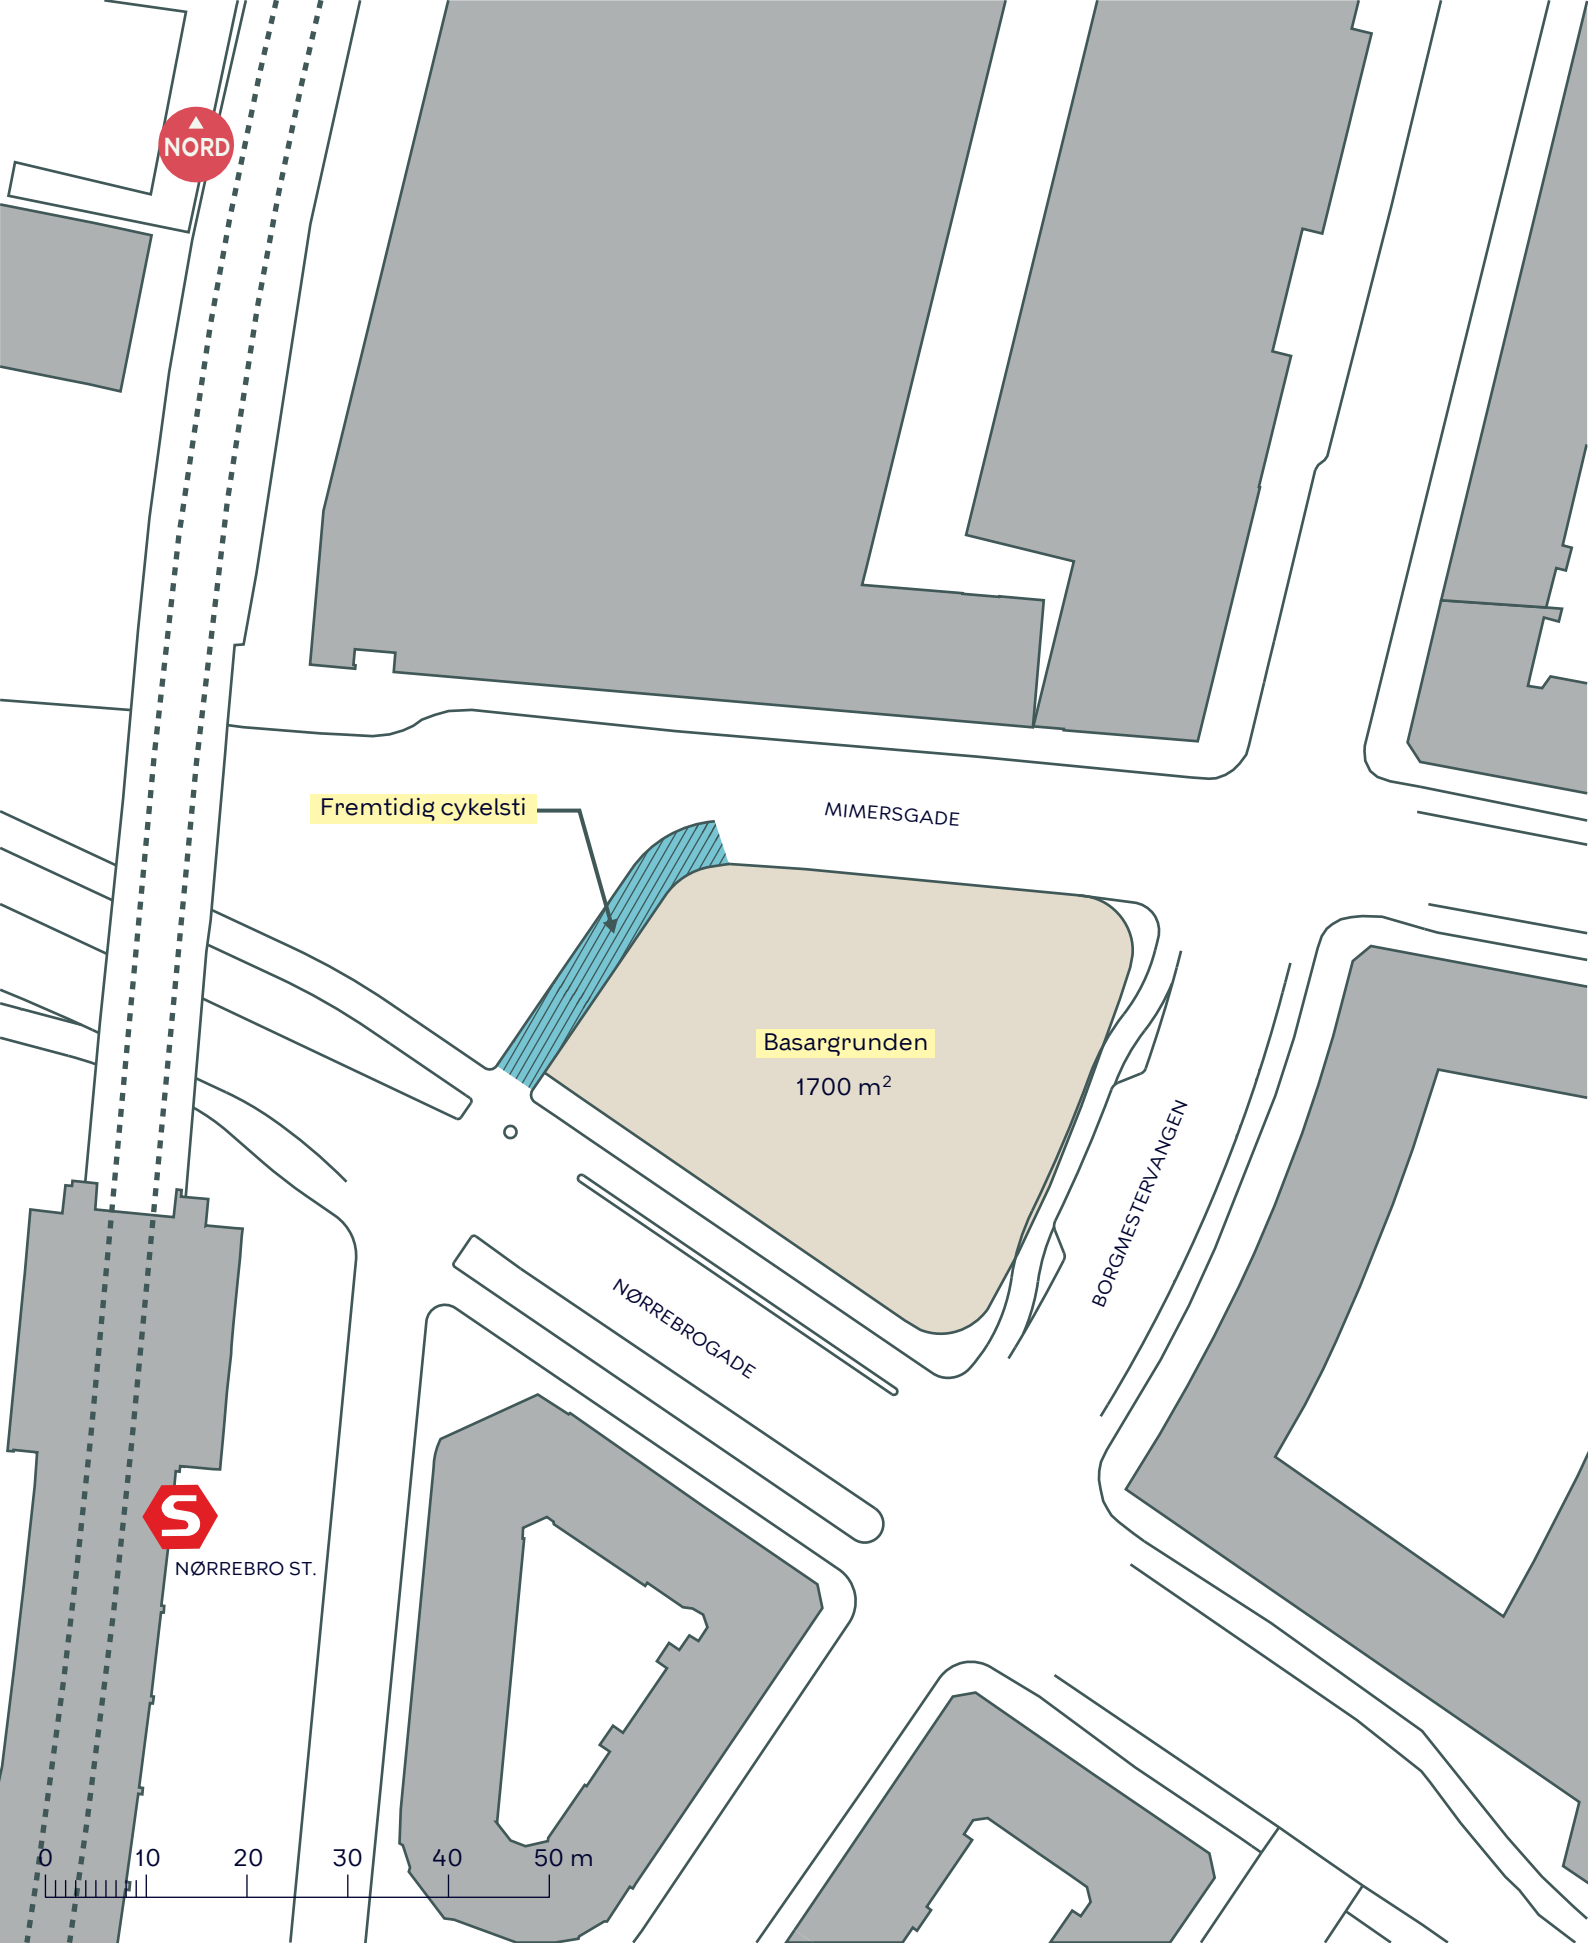 NORD
MIMERSGADE
Fremtidig cykelsti
Basargrunden
1700 m²
BORGMESTERVANGEN
NØRREBROGADE
S
NØRREBRO ST.
0 10 20 30 40 50 m